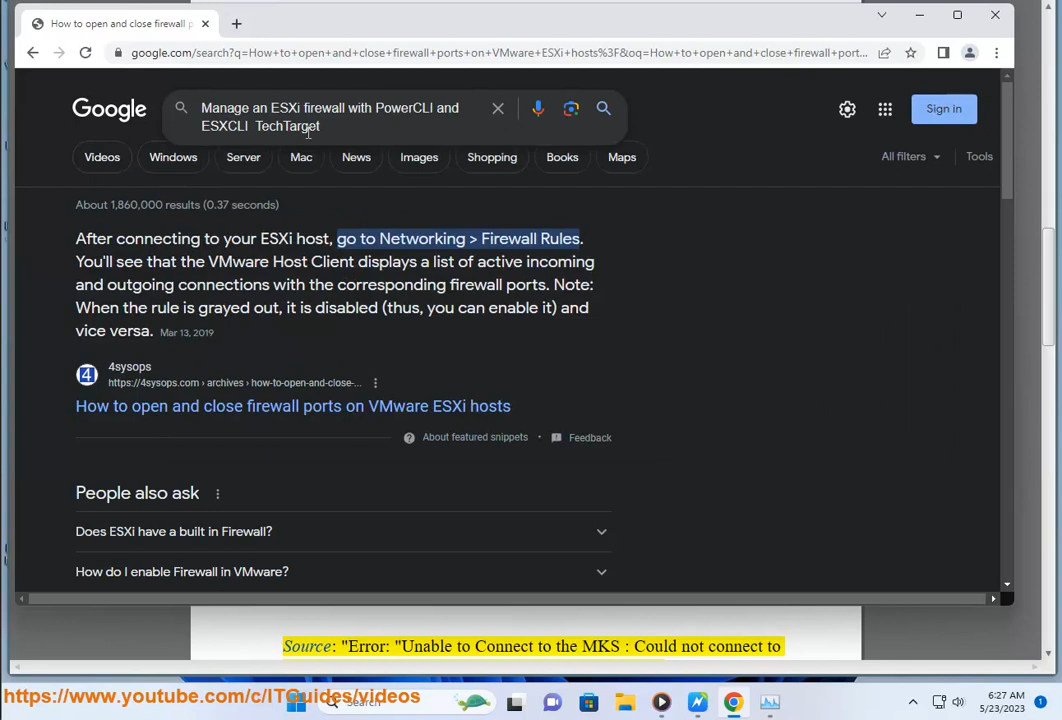 How to open and close firewall p
google.com/search?q=How+to+open+and+close+firewall+ports+on+VMware+ESXi+hosts%3F&oq=How+to+open+and+close+firewall+port...
Google
Manage an ESXi firewall with PowerCLI and
ESXCLI TechTarget
Sign in
Videos
Windows
Server
Mac
News
Images
Shopping
Books
Maps
All filters
Tools
About 1,860,000 results (0.37 seconds)
After connecting to your ESXi host, go to Networking > Firewall Rules.
You'll see that the VMware Host Client displays a list of active incoming
and outgoing connections with the corresponding firewall ports. Note:
When the rule is grayed out, it is disabled (thus, you can enable it) and
vice versa. Mar 13, 2019
4
4sysops
https://4sysops.com › archives › how-to-open-and-close-...
How to open and close firewall ports on VMware ESXi hosts
About featured snippets • Feedback
People also ask
Does ESXi have a built in Firewall?
How do I enable Firewall in VMware?
Source: "Error: "Unable to Connect to the MKS : Could not connect to
https://www.youtube.com/c/ITGuides/videos
Search
6:27 AM
5/23/2023
1